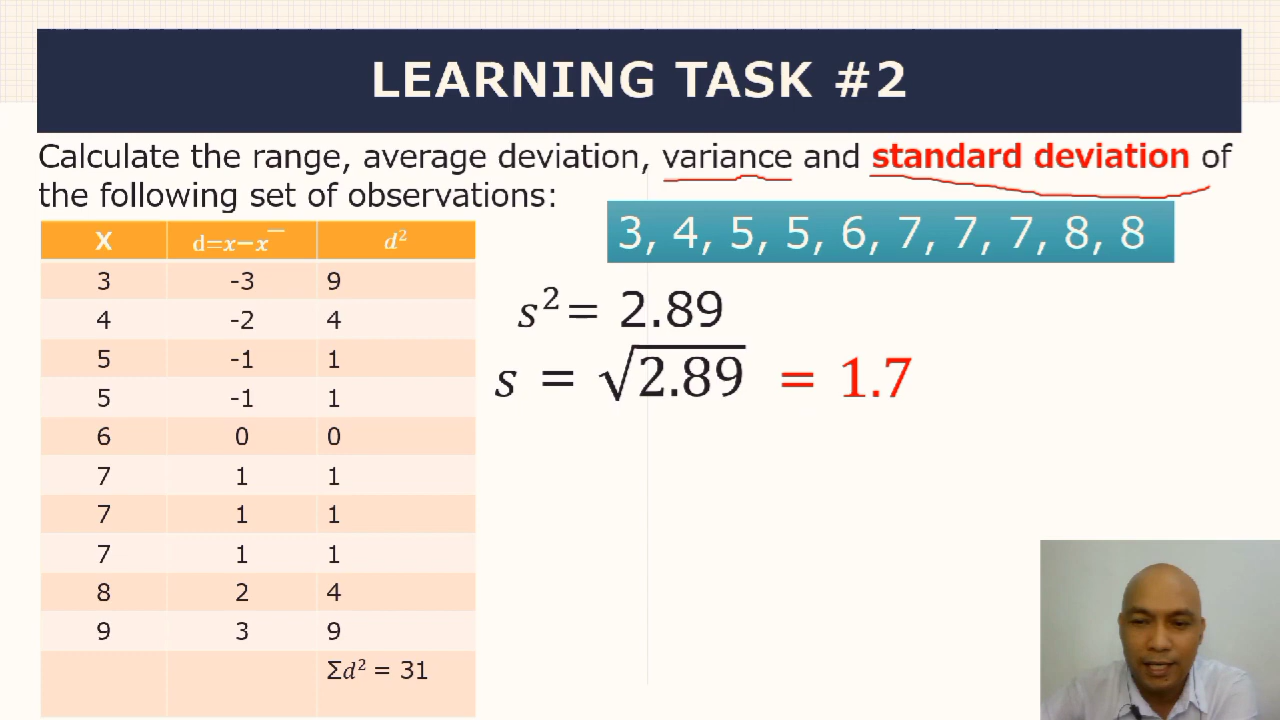 LEARNING TASK #2
Calculate the range, average deviation, variance and standard deviation of
the following set of observations:
3, 4, 5, 5, 6, 7, 7, 7, 8, 8
X d=x−x̅ d²
3 -3 9
4 -2 4
5 -1 1
5 -1 1
6 0 0
7 1 1
7 1 1
7 1 1
8 2 4
9 3 9
Σd² = 31
s² = 2.89
s = √2.89 = 1.7